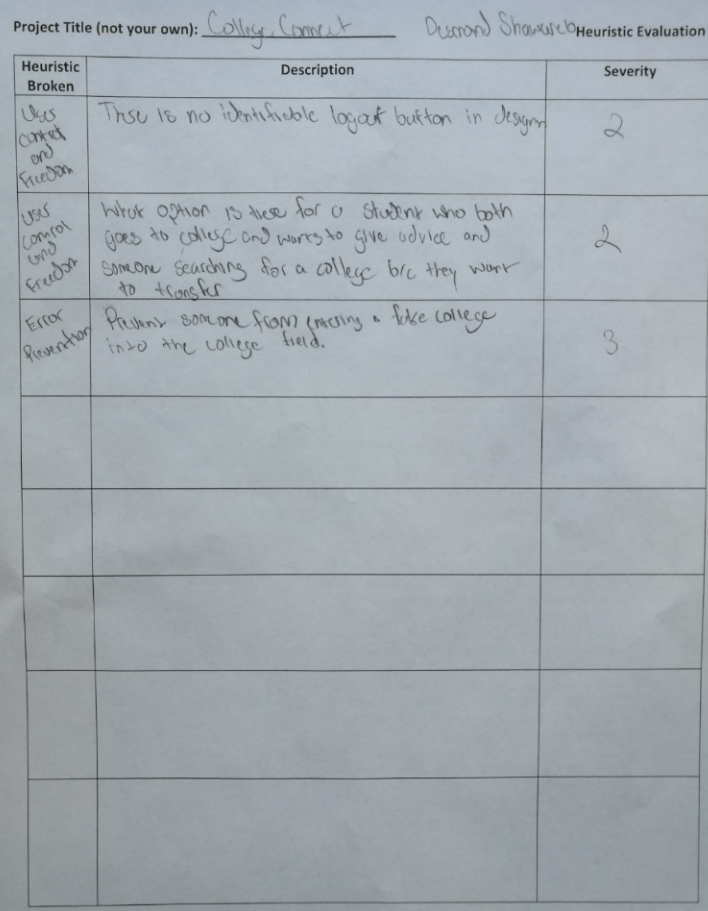 Project Title (not your own): College Connect Desmond Heuristic Evaluation
Heuristic Broken Description Severity
User
control
and
Freedom
There is no identifiable logout button in design
2
User
control
and
Freedom
What option is there for a student who both
goes to college and wants to give advice and
someone searching for a college b/c they want
to transfer
2
Error
Prevention
Prevent someone from entering a fake college
into the college field.
3